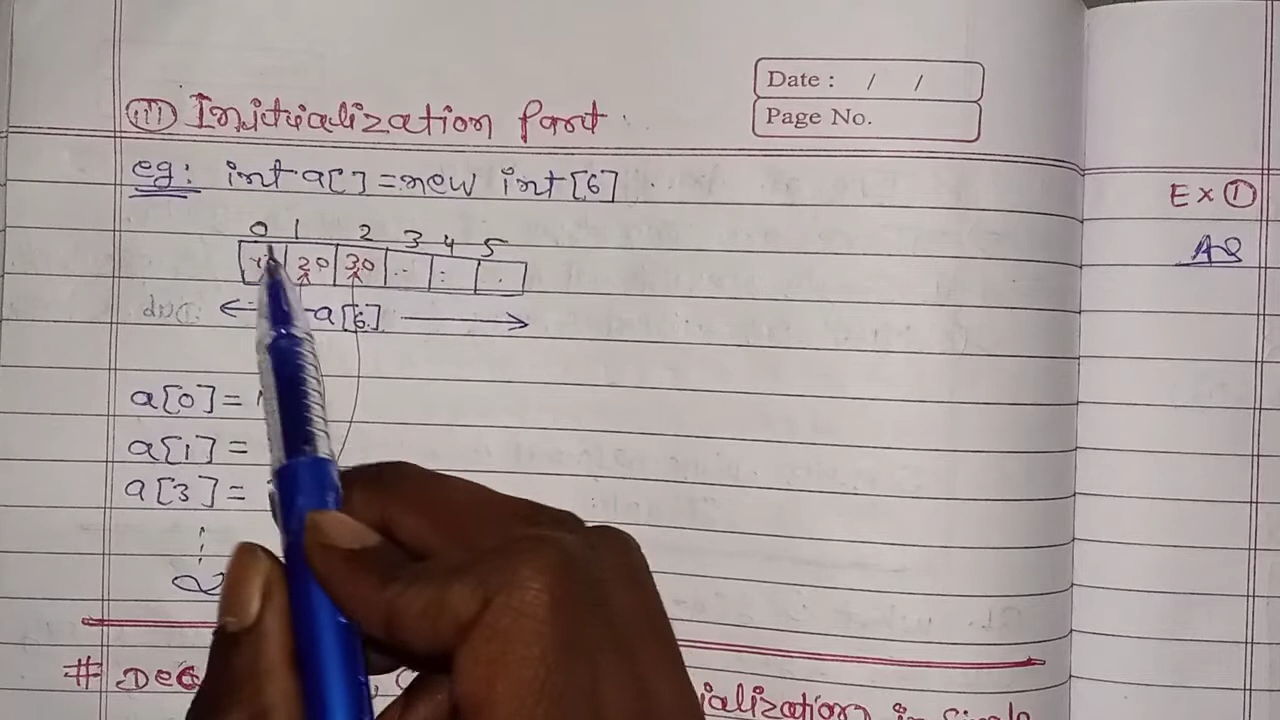 Date : / /
Page No.
(III) Initialization Part
eg: int a[] = new int [6]
0 1 2 3 4 5
20 30 . : .
← a[6] →
a[0] =
a[1] =
a[3] =
#
ialization in Single
Ex ①